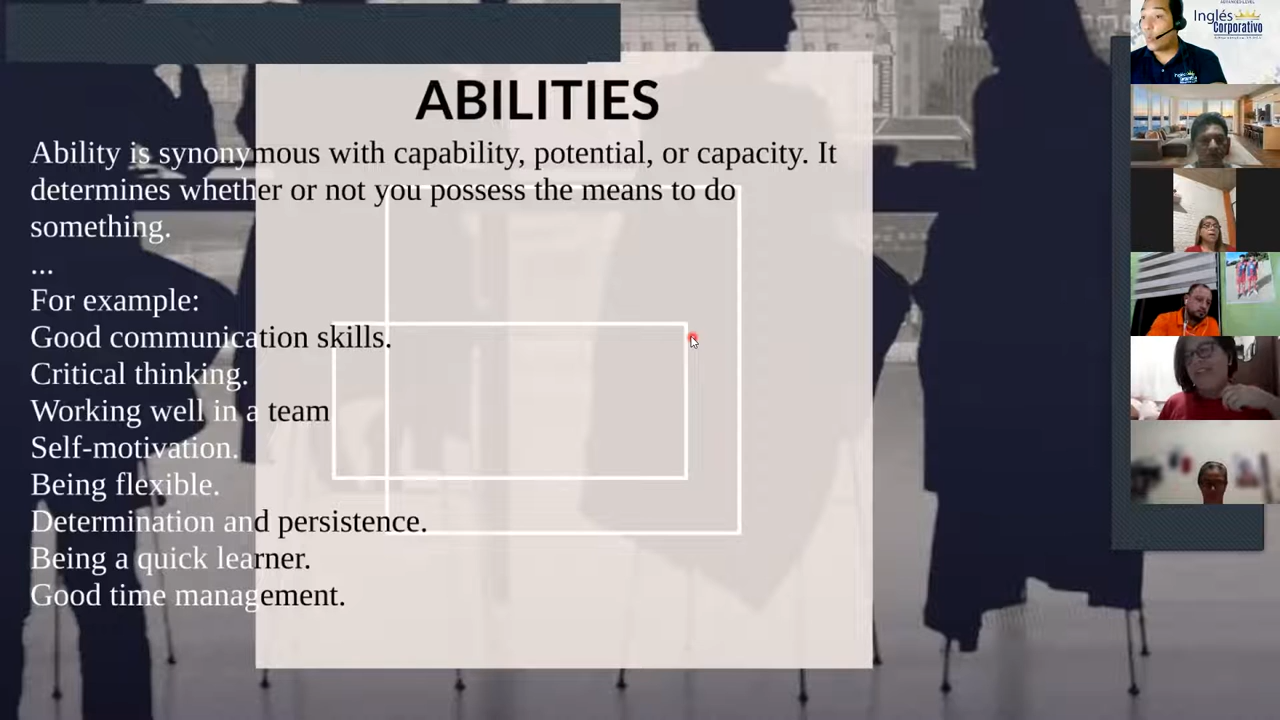 ABILITIES
Ability is synonymous with capability, potential, or capacity. It
determines whether or not you possess the means to do
something.
...
For example:
Good communication skills.
Critical thinking.
Working well in a team
Self-motivation.
Being flexible.
Determination and persistence.
Being a quick learner.
Good time management.
Inglés
Corporativo